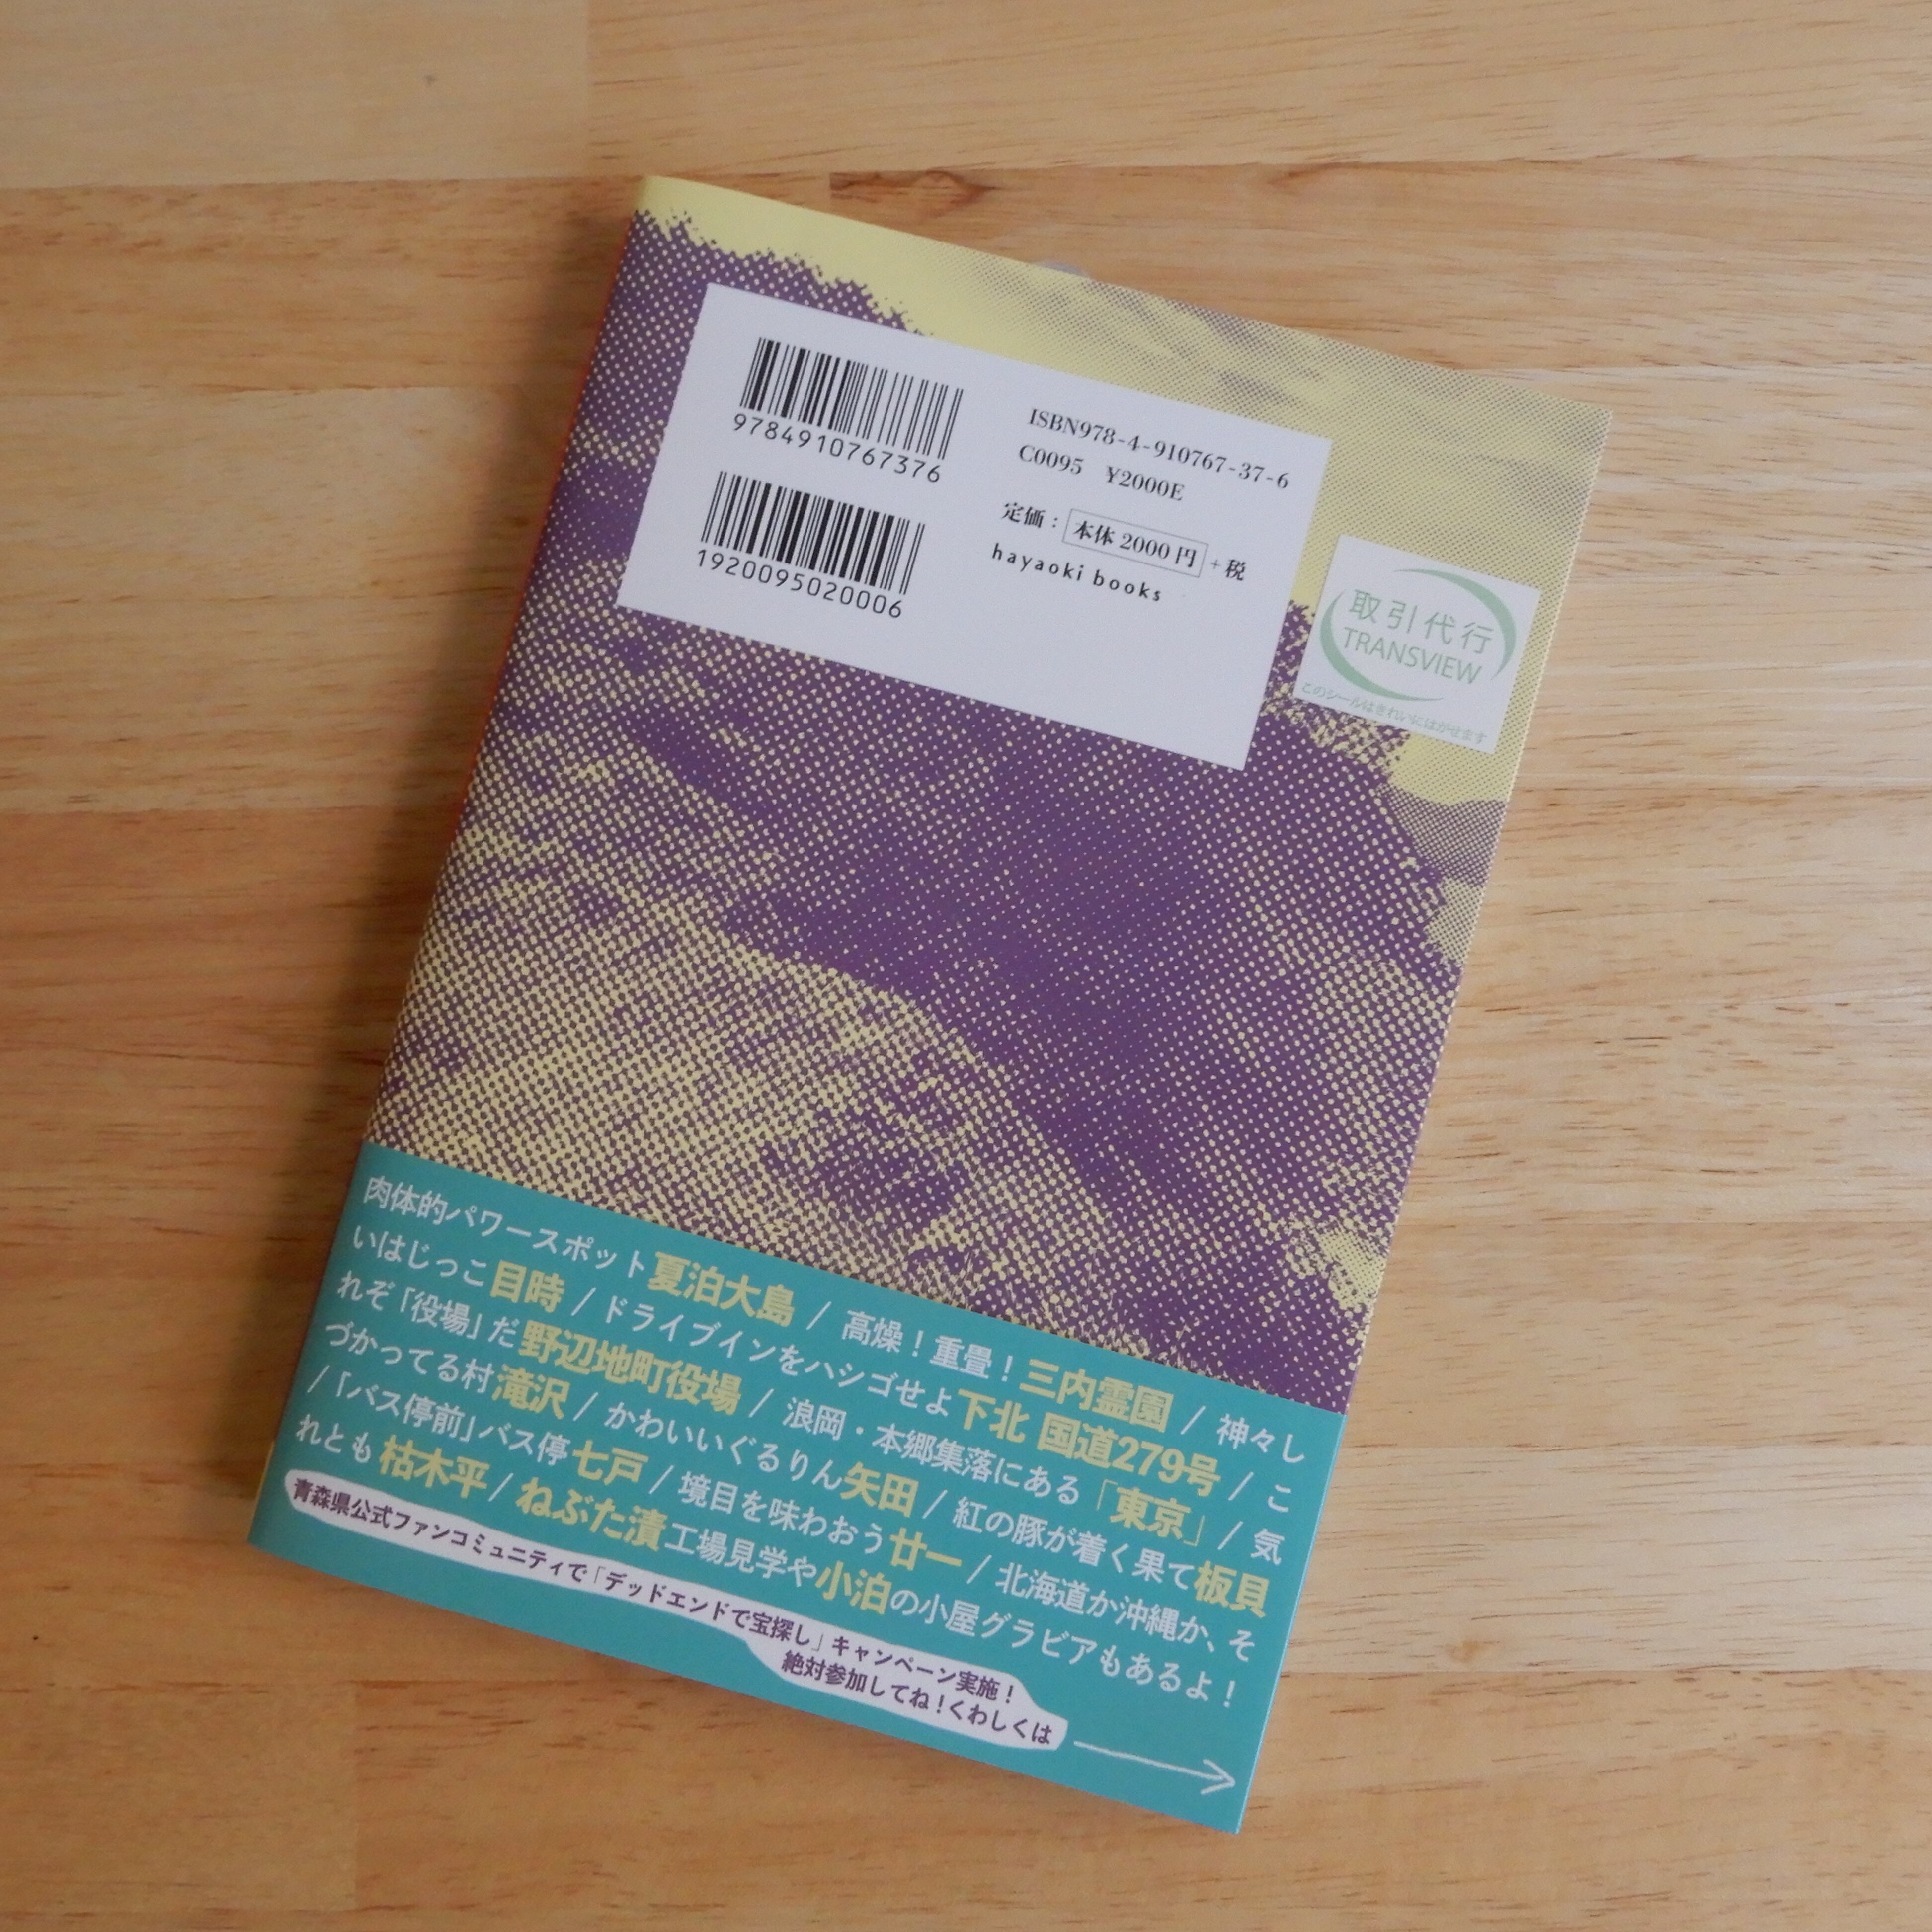 9784910767376
ISBN978-4-910767-37-6
C0095 ¥2000E
定価：本体2000円＋税
hayaoki books
1920095020006
取引代行
TRANSVIEW
このシールはきれいにはがせます
肉体的パワースポット夏泊大島 / 高燥！重畳！三内霊園 / 神々し
いはじっこ目時 / ドライブインをハシゴせよ下北 国道279号 / こ
れぞ「役場」だ野辺地町役場 / 浪岡・本郷集落にある「東京」 / 気
づかってる村滝沢 / かわいいぐるりん矢田 / 紅の豚が着く果て板貝
/「バス停前」バス停七戸 / 境目を味わおう廿一 / 北海道か沖縄か、そ
れとも枯木平 / ねぶた漬工場見学や小泊の小屋グラビアもあるよ！
青森県公式ファンコミュニティで「デッドエンドで宝探し」キャンペーン実施！
絶対参加してね！くわしくは